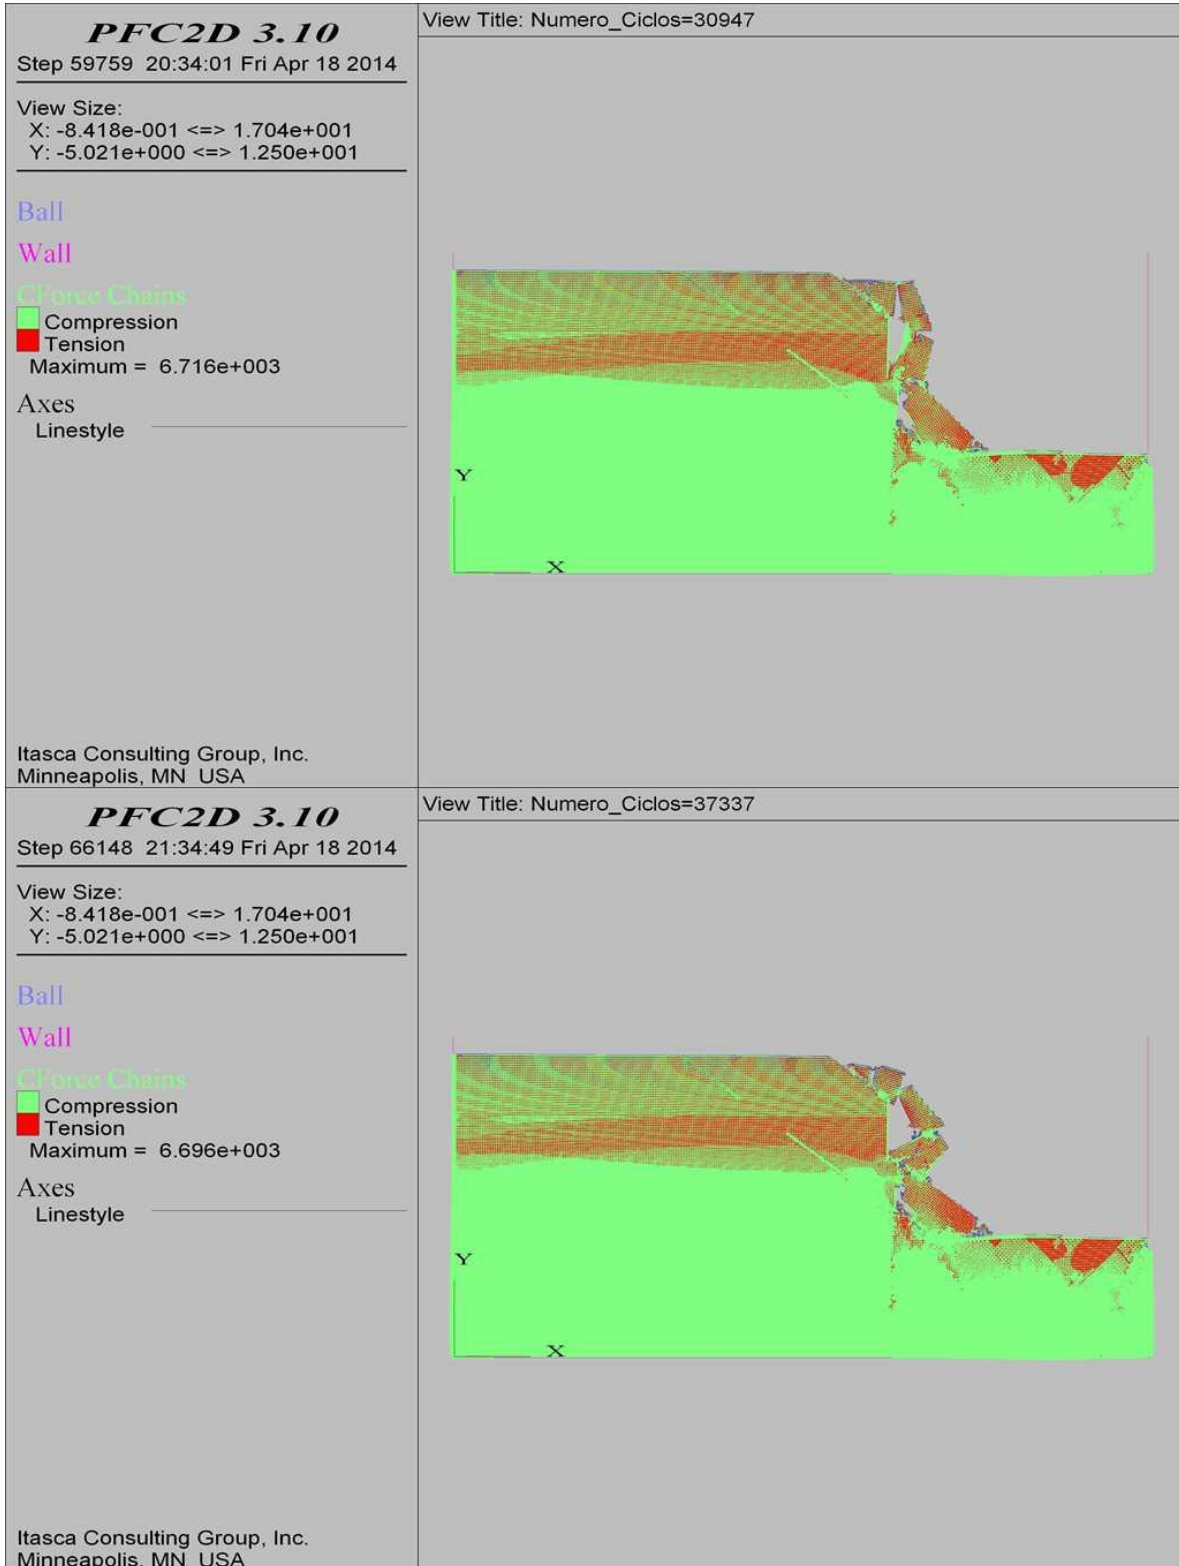 PFC2D 3.10
Step 59759 20:34:01 Fri Apr 18 2014
View Size:
X: -8.418e-001 <=> 1.704e+001
Y: -5.021e+000 <=> 1.250e+001
Ball
Wall
CForce Chains
Compression
Tension
Maximum = 6.716e+003
Axes
Linestyle
Itasca Consulting Group, Inc.
Minneapolis, MN USA
View Title: Numero_Ciclos=30947
Y
X
PFC2D 3.10
Step 66148 21:34:49 Fri Apr 18 2014
View Size:
X: -8.418e-001 <=> 1.704e+001
Y: -5.021e+000 <=> 1.250e+001
Ball
Wall
CForce Chains
Compression
Tension
Maximum = 6.696e+003
Axes
Linestyle
Itasca Consulting Group, Inc.
Minneapolis, MN USA
View Title: Numero_Ciclos=37337
Y
X